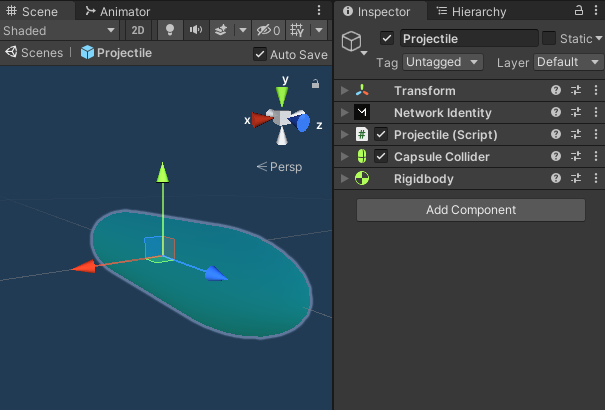 Scene Animator
Inspector Hierarchy
Shaded 2D 0
Scenes Projectile Auto Save
Projectile Static
Tag Untagged Layer Default
y
x
z
Persp
Transform
Network Identity
# Projectile (Script)
Capsule Collider
Rigidbody
Add Component